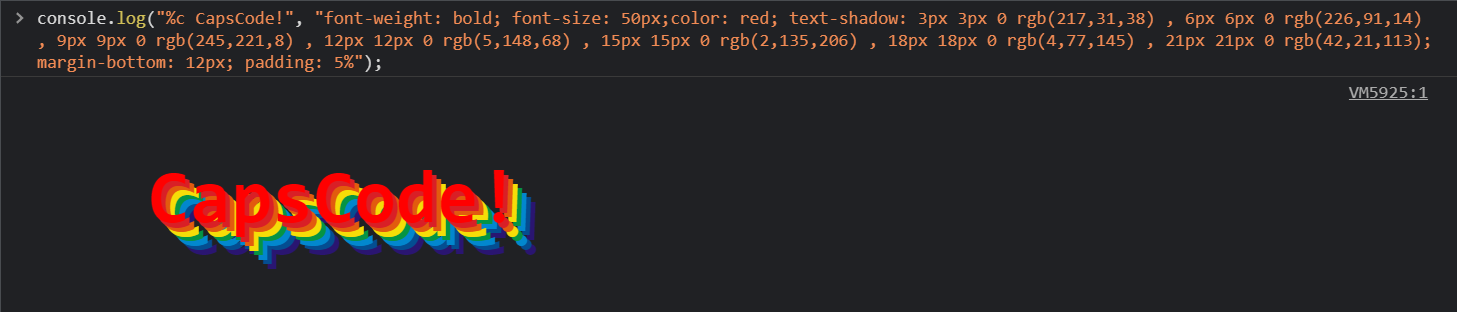 > console.log("%c CapsCode!", "font-weight: bold; font-size: 50px;color: red; text-shadow: 3px 3px 0 rgb(217,31,38) , 6px 6px 0 rgb(226,91,14)
, 9px 9px 0 rgb(245,221,8) , 12px 12px 0 rgb(5,148,68) , 15px 15px 0 rgb(2,135,206) , 18px 18px 0 rgb(4,77,145) , 21px 21px 0 rgb(42,21,113);
margin-bottom: 12px; padding: 5%");
VM5925:1
CapsCode!